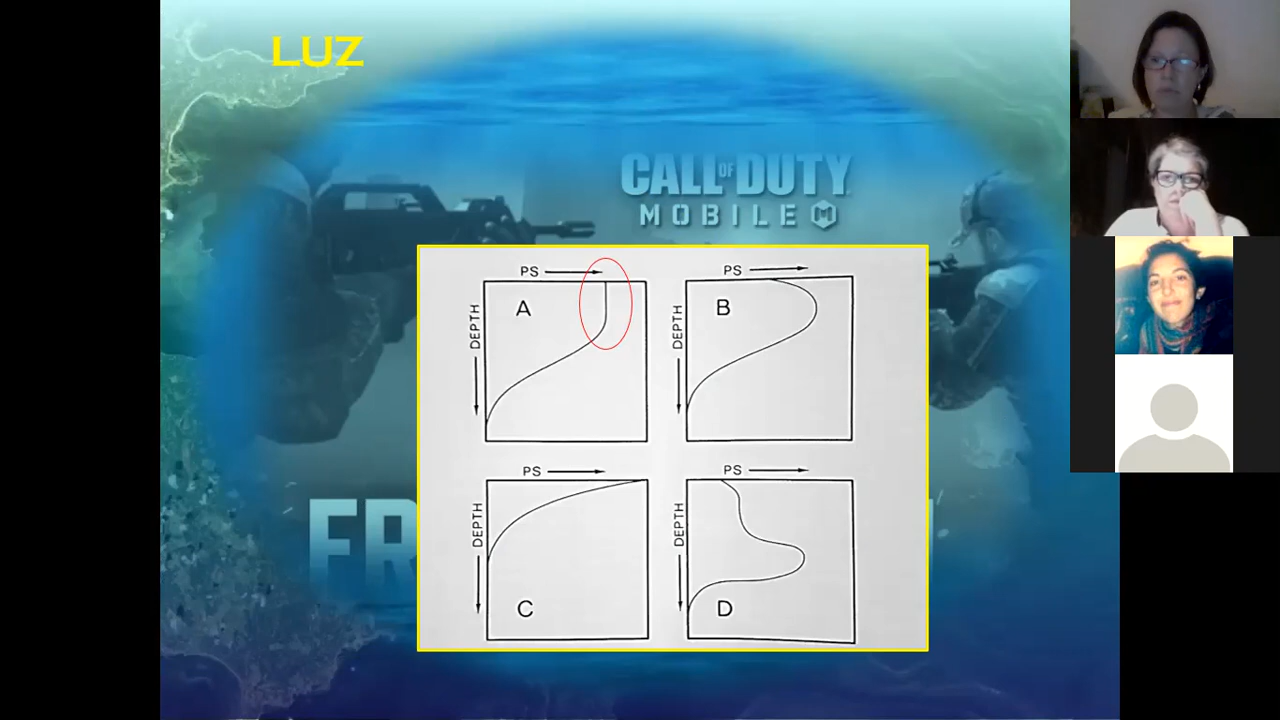 LUZ
CALL OF DUTY
MOBILE
PS
PS
A
B
DEPTH
DEPTH
PS
PS
DEPTH
DEPTH
C
D